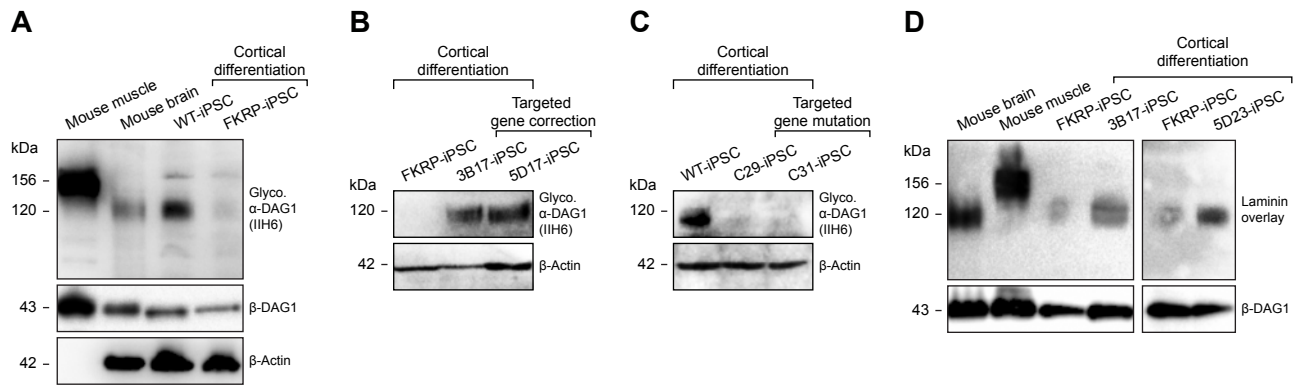 A
Cortical
differentiation
Mouse muscle
Mouse brain
WT-iPSC
FKRP-iPSC
kDa
156
120
Glyco.
α-DAG1
(IIH6)
43
β-DAG1
42
β-Actin
B
Cortical
differentiation
Targeted
gene correction
FKRP-iPSC
3B17-iPSC
5D17-iPSC
kDa
120
Glyco.
α-DAG1
(IIH6)
42
β-Actin
C
Cortical
differentiation
Targeted
gene mutation
WT-iPSC
C29-iPSC
C31-iPSC
kDa
120
Glyco.
α-DAG1
(IIH6)
42
β-Actin
D
Cortical
differentiation
Mouse brain
Mouse muscle
FKRP-iPSC
3B17-iPSC
FKRP-iPSC
5D23-iPSC
kDa
156
120
Laminin
overlay
43
β-DAG1